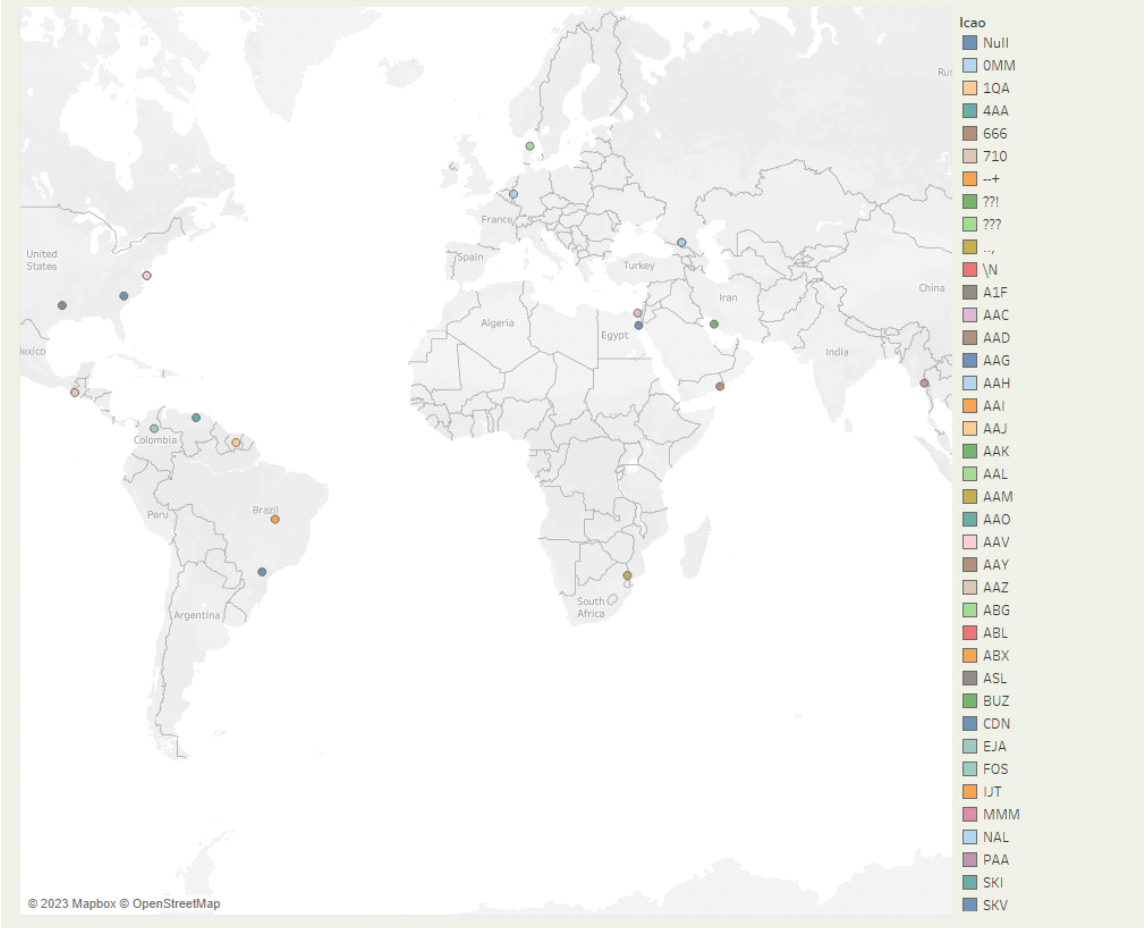 Icao
Null
0MM
1QA
4AA
666
710
--+
??!
???
..,
\N
A1F
AAC
AAD
AAG
AAH
AAI
AAJ
AAK
AAL
AAM
AAO
AAV
AAY
AAZ
ABG
ABL
ABX
ASL
BUZ
CDN
EJA
FOS
IJT
MMM
NAL
PAA
SKI
SKV
Rus
France
United
States
Spain
Turkey
China
Iran
Algeria
Egypt
exico
India
Colombia
Peru
Brazil
South
Africa
Argentina
© 2023 Mapbox © OpenStreetMap